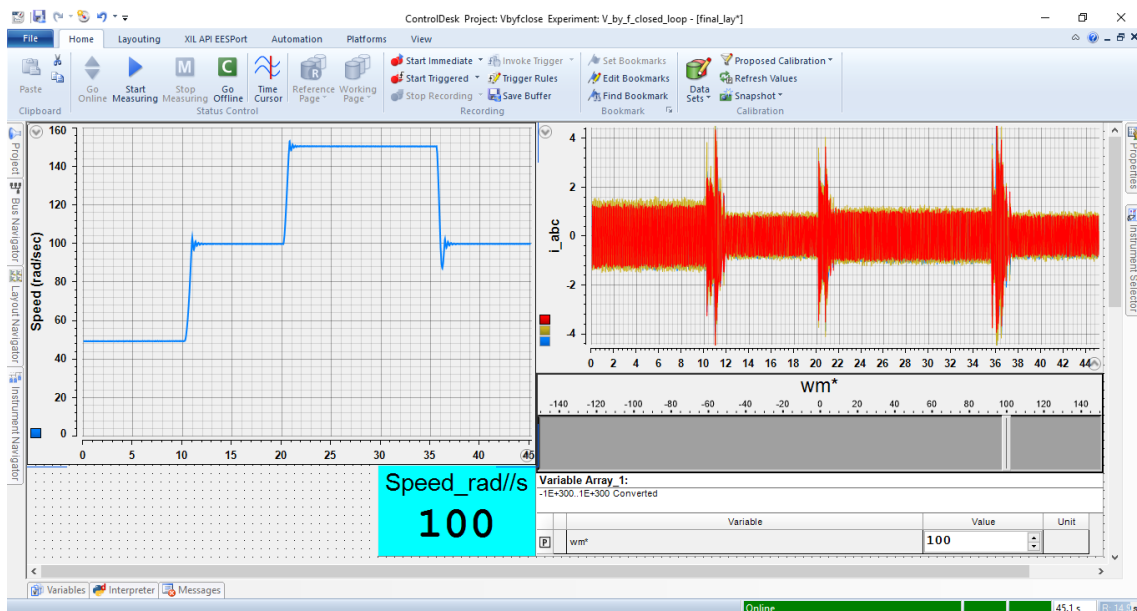 ControlDesk Project: Vbyfclose Experiment: V_by_f_closed_loop - [final_lay*]
File Home Layouting XIL API EESPort Automation Platforms View
Paste
Clipboard
Go Online
Start Measuring
Stop Measuring
Go Offline
Time Cursor
Status Control
Reference Page
Working Page
Start Immediate
Start Triggered
Stop Recording
Invoke Trigger
Trigger Rules
Save Buffer
Recording
Set Bookmarks
Edit Bookmarks
Find Bookmark
Bookmark
Data Sets
Proposed Calibration
Refresh Values
Snapshot
Calibration
Project
Bus Navigator
Layout Navigator
Instrument Navigator
Speed (rad/sec)
160
140
120
100
80
60
40
20
0
0 5 10 15 20 25 30 35 40 45
i_abc
4
2
0
-2
-4
0 2 4 6 8 10 12 14 16 18 20 22 24 26 28 30 32 34 36 38 40 42 44
Properties
Instrument Selector
wm*
-140 -120 -100 -80 -60 -40 -20 0 20 40 60 80 100 120 140
Speed_rad//s
100
Variable Array_1:
-1E+300..1E+300 Converted
Variable Value Unit
P wm* 100
Variables Interpreter Messages
Online 45.1 s